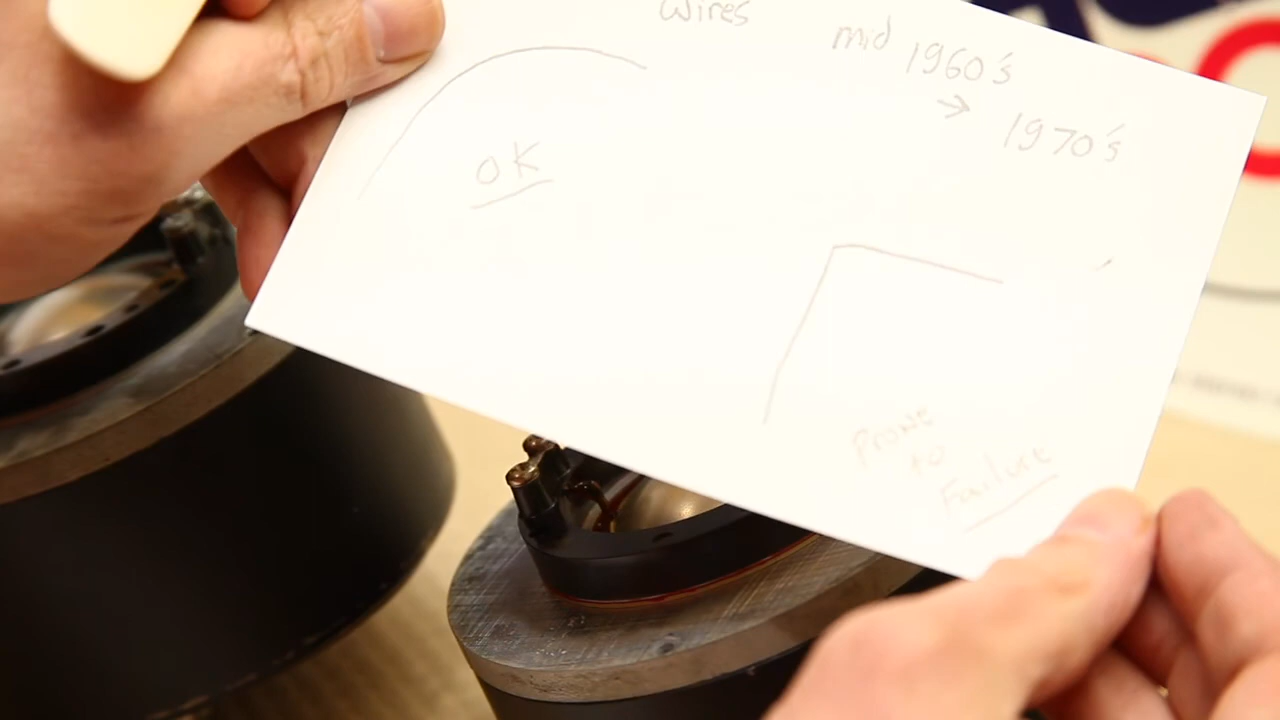 Wires
mid 1960's
→ 1970's
OK
Prone
to
Failure